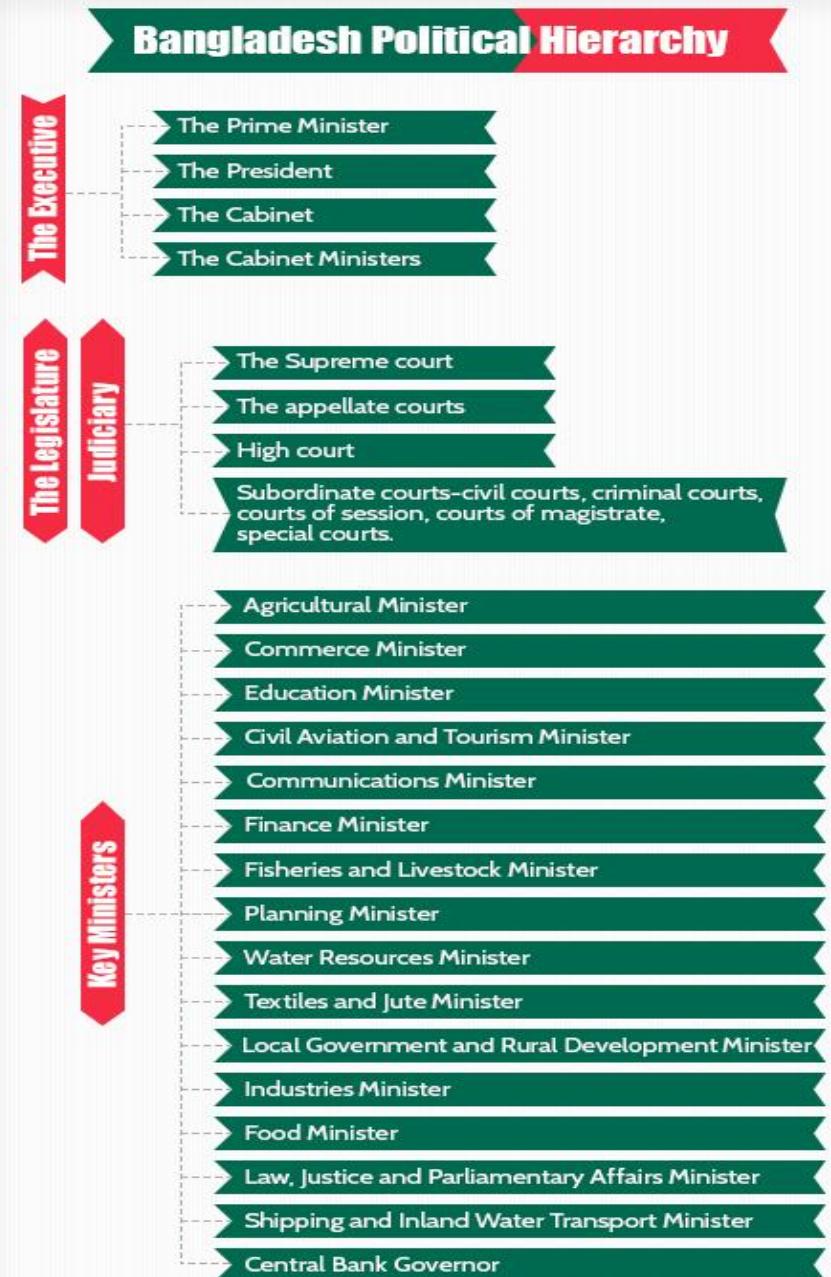 Bangladesh Political Hierarchy
The Executive
The Prime Minister
The President
The Cabinet
The Cabinet Ministers
The Legislature
Judiciary
The Supreme court
The appellate courts
High court
Subordinate courts-civil courts, criminal courts,
courts of session, courts of magistrate,
special courts.
Key Ministers
Agricultural Minister
Commerce Minister
Education Minister
Civil Aviation and Tourism Minister
Communications Minister
Finance Minister
Fisheries and Livestock Minister
Planning Minister
Water Resources Minister
Textiles and Jute Minister
Local Government and Rural Development Minister
Industries Minister
Food Minister
Law, Justice and Parliamentary Affairs Minister
Shipping and Inland Water Transport Minister
Central Bank Governor